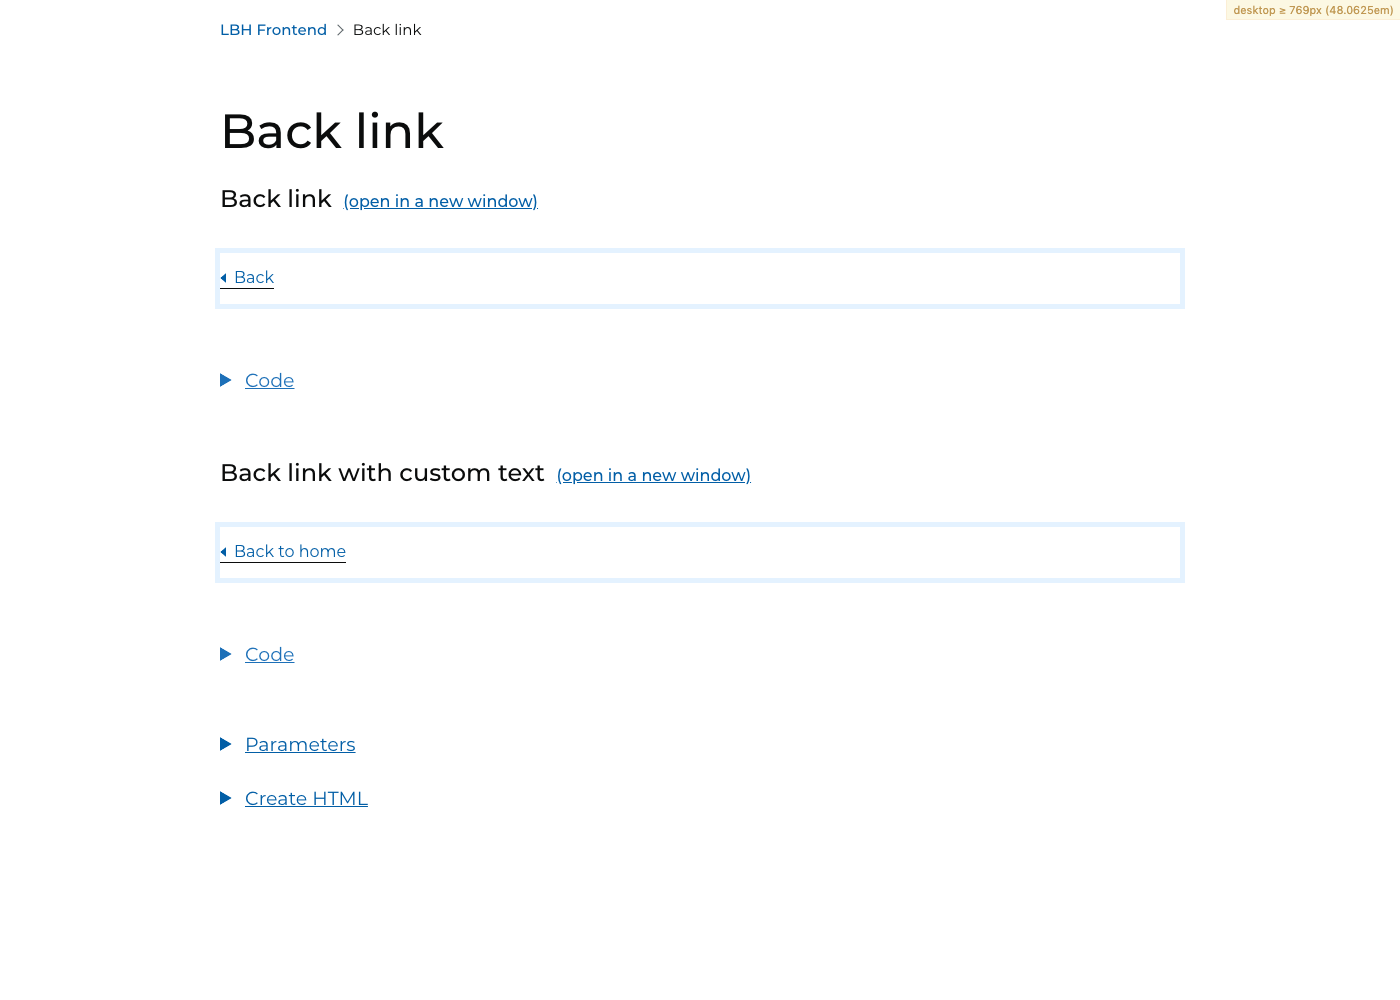 desktop ≥ 769px (48.0625em)
LBH Frontend > Back link
Back link
Back link (open in a new window)
Back
Code
Back link with custom text (open in a new window)
Back to home
Code
Parameters
Create HTML